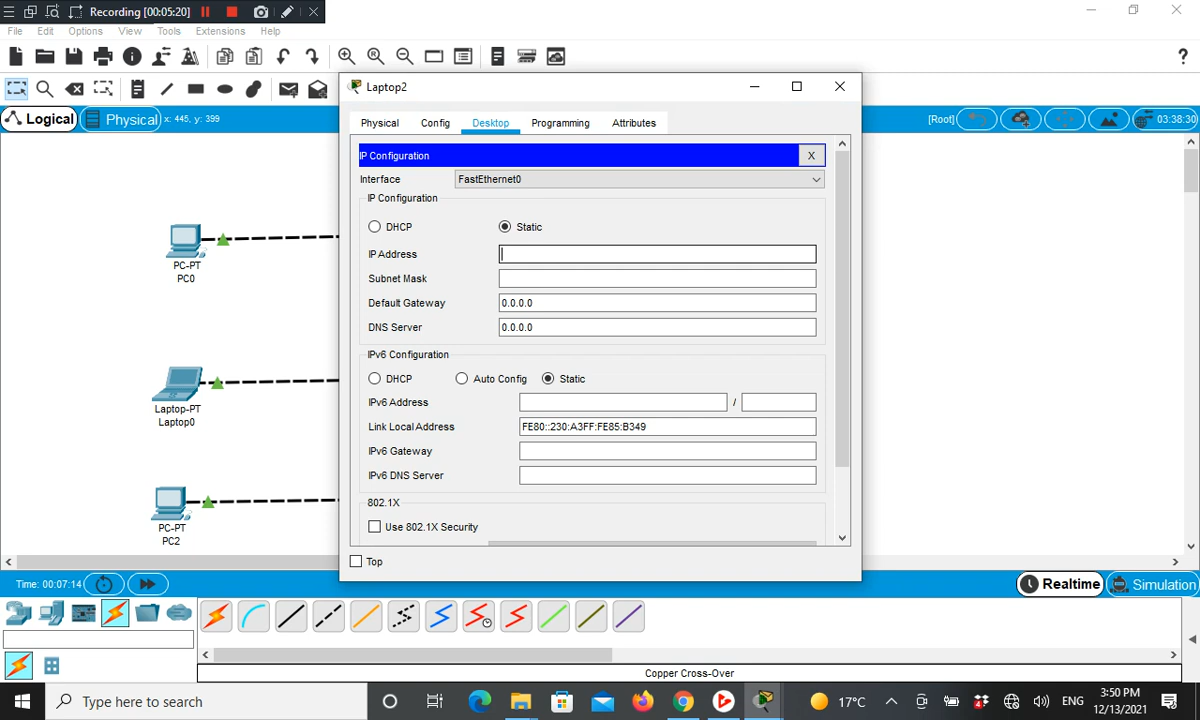 Recording [00:05:20]
File Edit Options View Tools Extensions Help
?
Logical
Physical
x: 445, y: 399
[Root]
03:38:30
PC-PT
PC0
Laptop-PT
Laptop0
PC-PT
PC2
Laptop2
Physical Config Desktop Programming Attributes
IP Configuration
X
Interface
FastEthernet0
IP Configuration
DHCP
Static
IP Address
Subnet Mask
Default Gateway
0.0.0.0
DNS Server
0.0.0.0
IPv6 Configuration
DHCP
Auto Config
Static
IPv6 Address
/
Link Local Address
FE80::230:A3FF:FE85:B349
IPv6 Gateway
IPv6 DNS Server
802.1X
Use 802.1X Security
Top
Time: 00:07:14
Realtime
Simulation
Copper Cross-Over
Type here to search
17°C
ENG
3:50 PM
12/13/2021